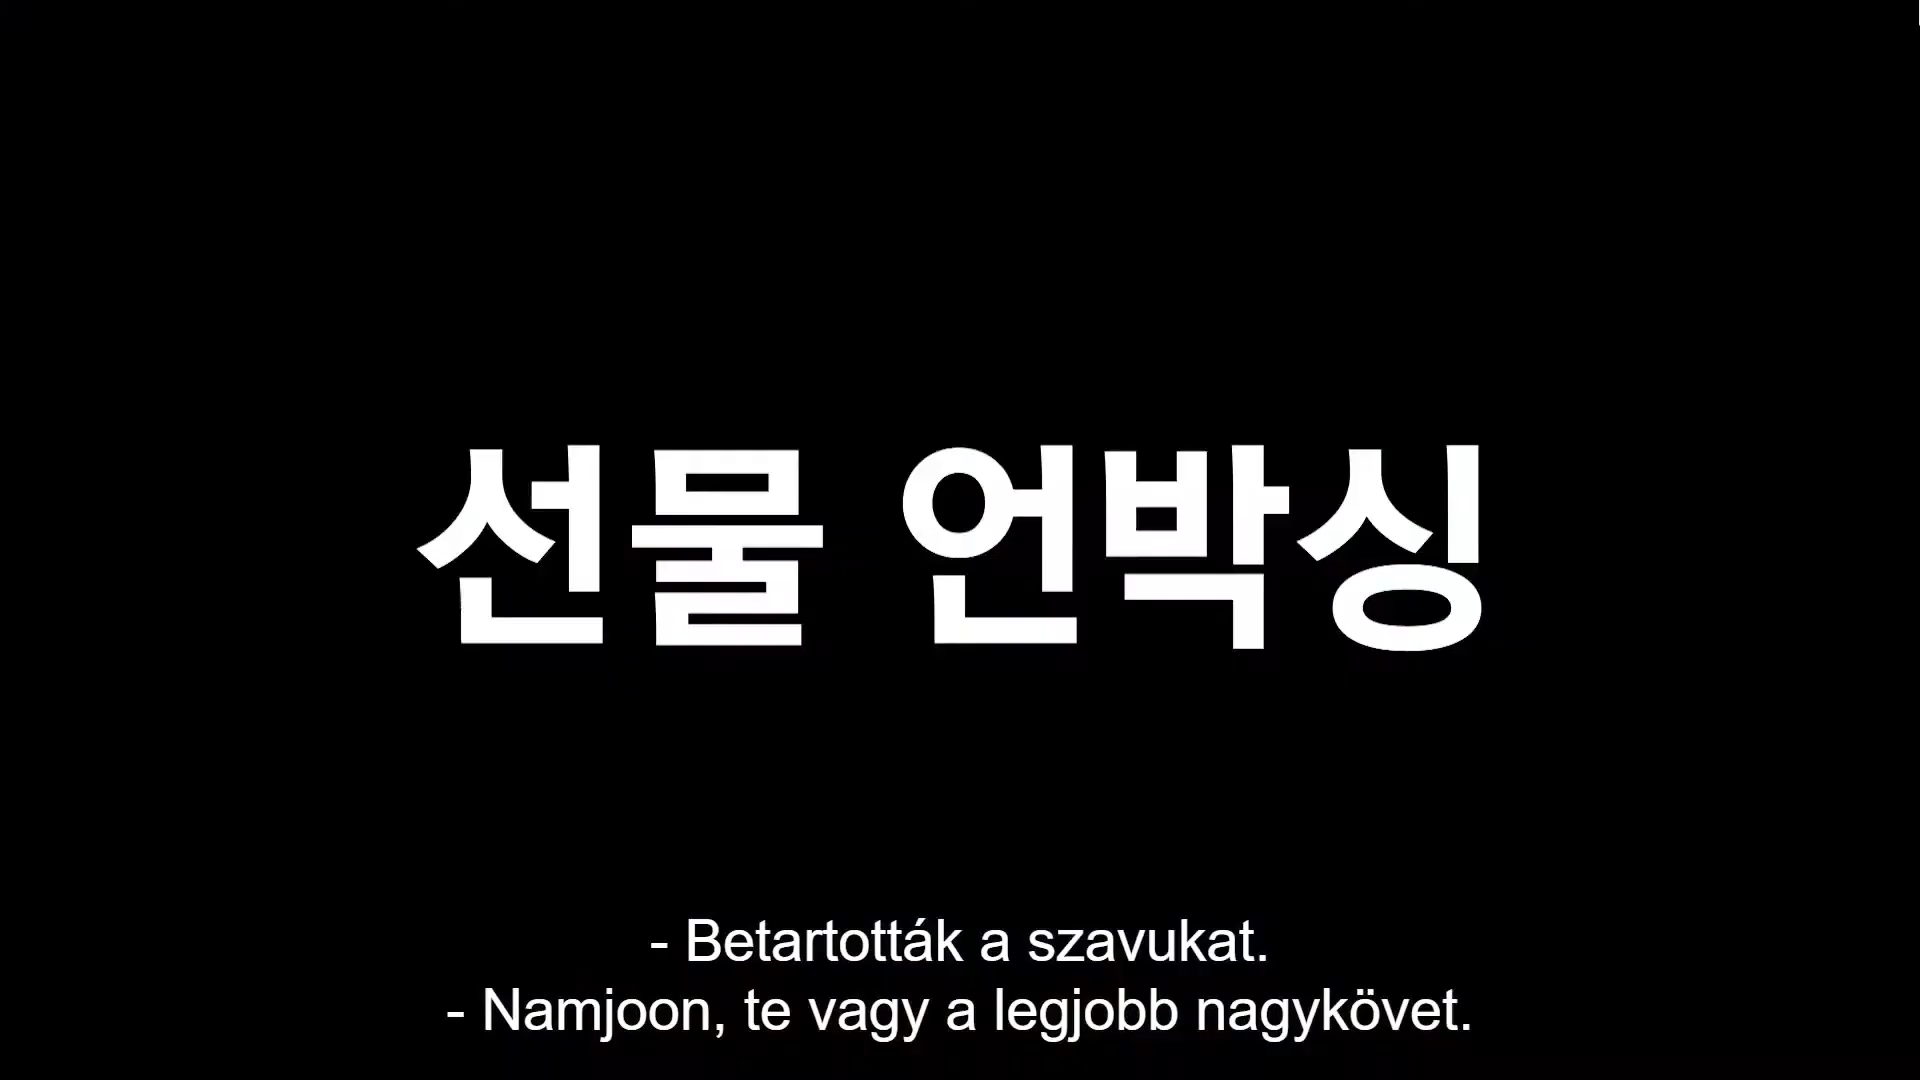 선물 언박싱
- Betartották a szavukat.
- Namjoon, te vagy a legjobb nagykövet.